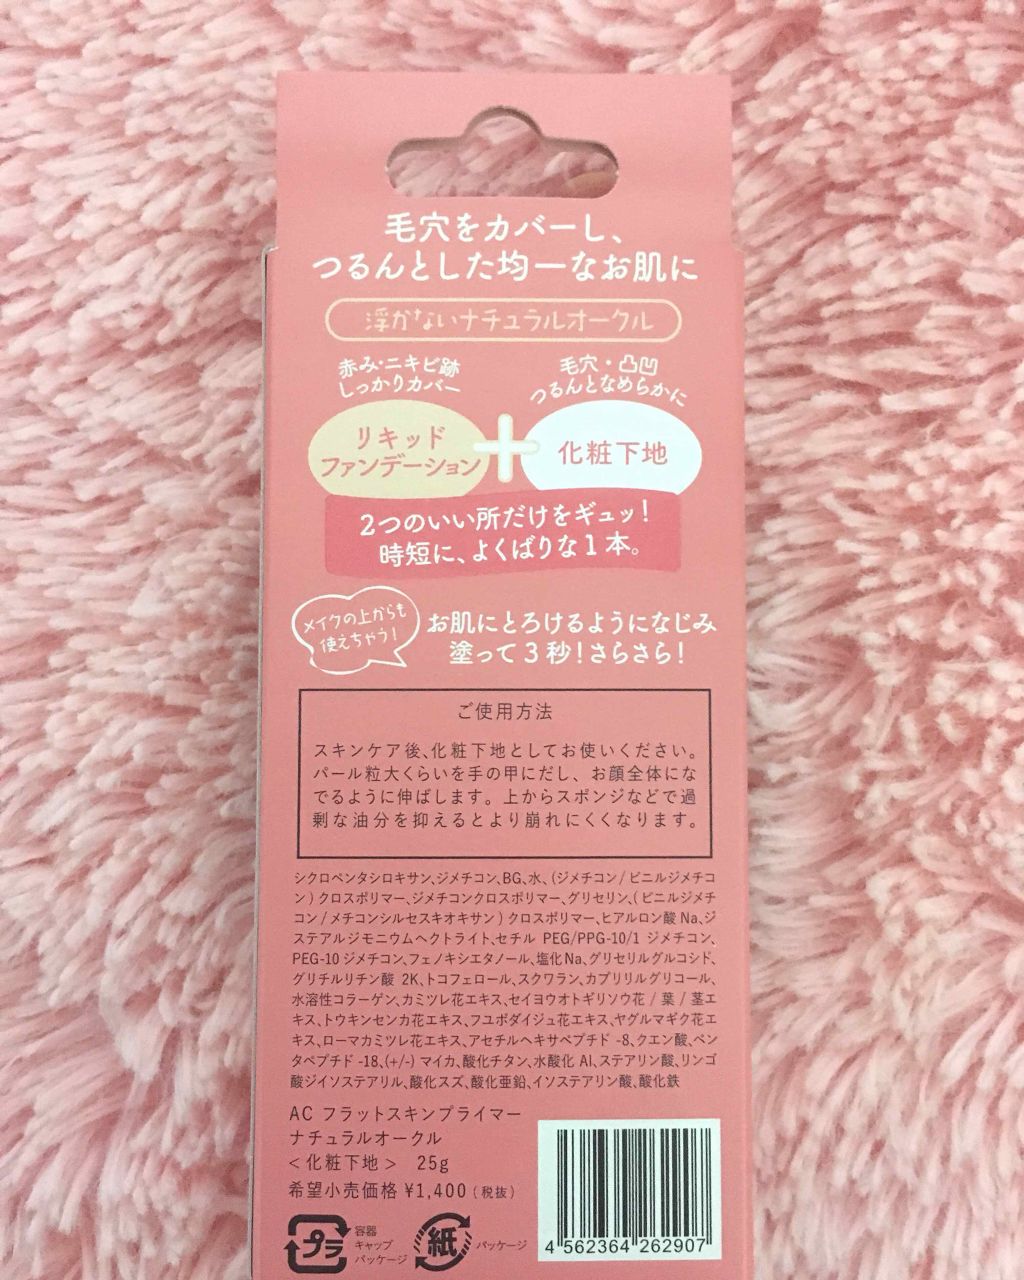 毛穴をカバーし、
つるんとした均一なお肌に
浮かないナチュラルオークル
赤み・ニキビ跡
しっかりカバー
毛穴・凸凹
つるんとなめらかに
リキッド
ファンデーション
+
化粧下地
2つのいい所だけをギュッ!
時短に、よくばりな1本。
メイクの上からも
使えちゃう!
お肌にとろけるようになじみ
塗って3秒!さらさら!
ご使用方法
スキンケア後、化粧下地としてお使いください。
パール粒大くらいを手の甲にだし、お顔全体にな
でるように伸ばします。上からスポンジなどで過
剰な油分を抑えるとより崩れにくくなります。
シクロペンタシロキサン、ジメチコン、BG、水、(ジメチコン/ビニルジメチコ
ン)クロスポリマー、ジメチコンクロスポリマー、グリセリン、(ビニルジメチ
コン/メチコンシルセスキオキサン)クロスポリマー、ヒアルロン酸Na、ジ
ステアルジモニウムヘクトライト、セチル PEG/PPG-10/1 ジメチコン、
PEG-10 ジメチコン、フェノキシエタノール、塩化Na、グリセリルグルコシド、
グリチルリチン酸 2K、トコフェロール、スクワラン、カプリリルグリコール、
水溶性コラーゲン、カミツレ花エキス、セイヨウオトギリソウ花/葉/茎エ
キス、トウキンセンカ花エキス、フユボダイジュ花エキス、ヤグルマギク花エ
キス、ローマカミツレ花エキス、アセチルヘキサペプチド -8、クエン酸、ペン
タペプチド -18、(+/-) マイカ、酸化チタン、水酸化 Al、ステアリン酸、リンゴ
酸ジイソステアリル、酸化スズ、酸化亜鉛、イソステアリン酸、酸化鉄
AC フラットスキンプライマー
ナチュラルオークル
<化粧下地> 25g
希望小売価格 ¥1,400(税抜)
プラ
容器
キャップ
パッケージ
紙
パッケージ
4 562364 262907